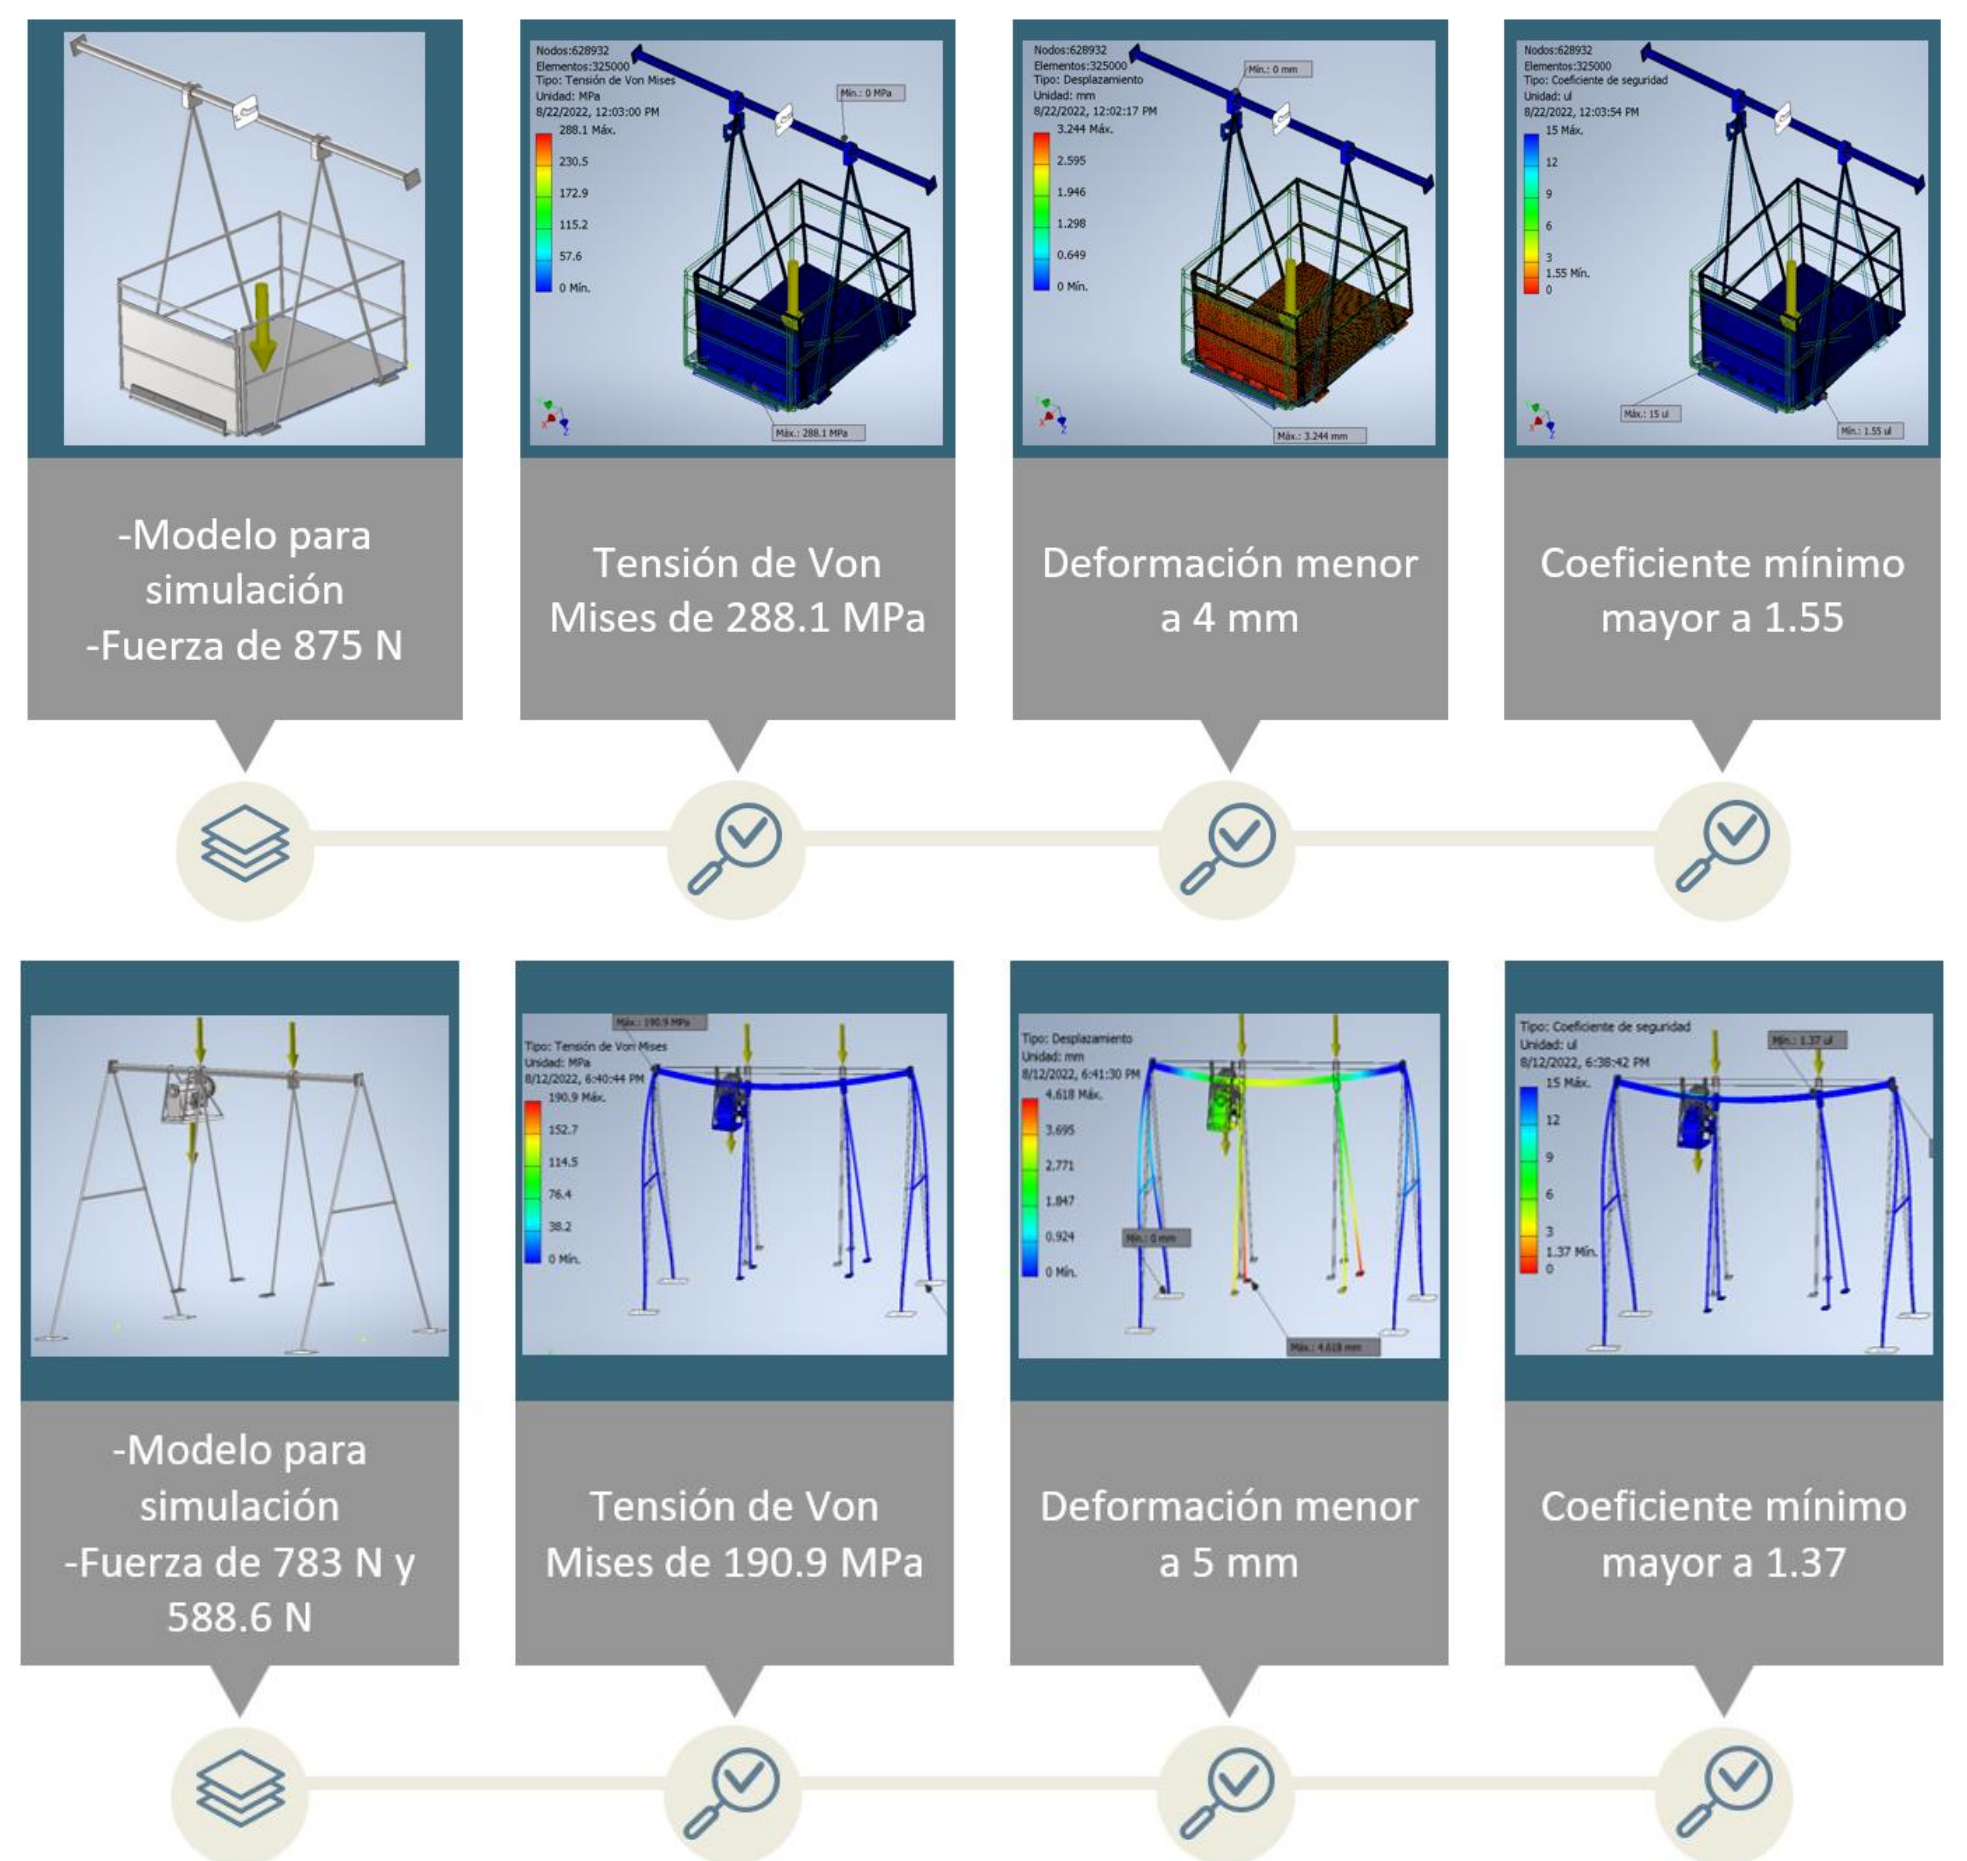 Nodos:628932
Elementos:325000
Tipo: Tensión de Von Mises
Unidad: MPa
8/22/2022, 12:03:00 PM
288.1 Máx.
230.5
172.9
115.2
57.6
0 Mín.
Mín.: 0 MPa
Máx.: 288.1 MPa
Nodos:628932
Elementos:325000
Tipo: Desplazamiento
Unidad: mm
8/22/2022, 12:02:17 PM
3.244 Máx.
2.595
1.946
1.298
0.649
0 Mín.
Mín.: 0 mm
Máx.: 3.244 mm
Nodos:628932
Elementos:325000
Tipo: Coeficiente de seguridad
Unidad: ul
8/22/2022, 12:03:54 PM
15 Máx.
12
9
6
3
1.55 Mín.
0
Máx.: 15 ul
Mín.: 1.55 ul
-Modelo para
simulación
-Fuerza de 875 N
Tensión de Von
Mises de 288.1 MPa
Deformación menor
a 4 mm
Coeficiente mínimo
mayor a 1.55
Máx.: 190.9 MPa
Tipo: Tensión de Von Mises
Unidad: MPa
8/12/2022, 6:40:44 PM
190.9 Máx.
152.7
114.5
76.4
38.2
0 Mín.
Tipo: Desplazamiento
Unidad: mm
8/12/2022, 6:41:30 PM
4.618 Máx.
3.695
2.771
1.847
0.924
0 Mín.
Mín.: 0 mm
Máx.: 4.618 mm
Tipo: Coeficiente de seguridad
Unidad: ul
8/12/2022, 6:38:42 PM
15 Máx.
12
9
6
3
1.37 Mín.
0
Mín.: 1.37 ul
-Modelo para
simulación
-Fuerza de 783 N y
588.6 N
Tensión de Von
Mises de 190.9 MPa
Deformación menor
a 5 mm
Coeficiente mínimo
mayor a 1.37